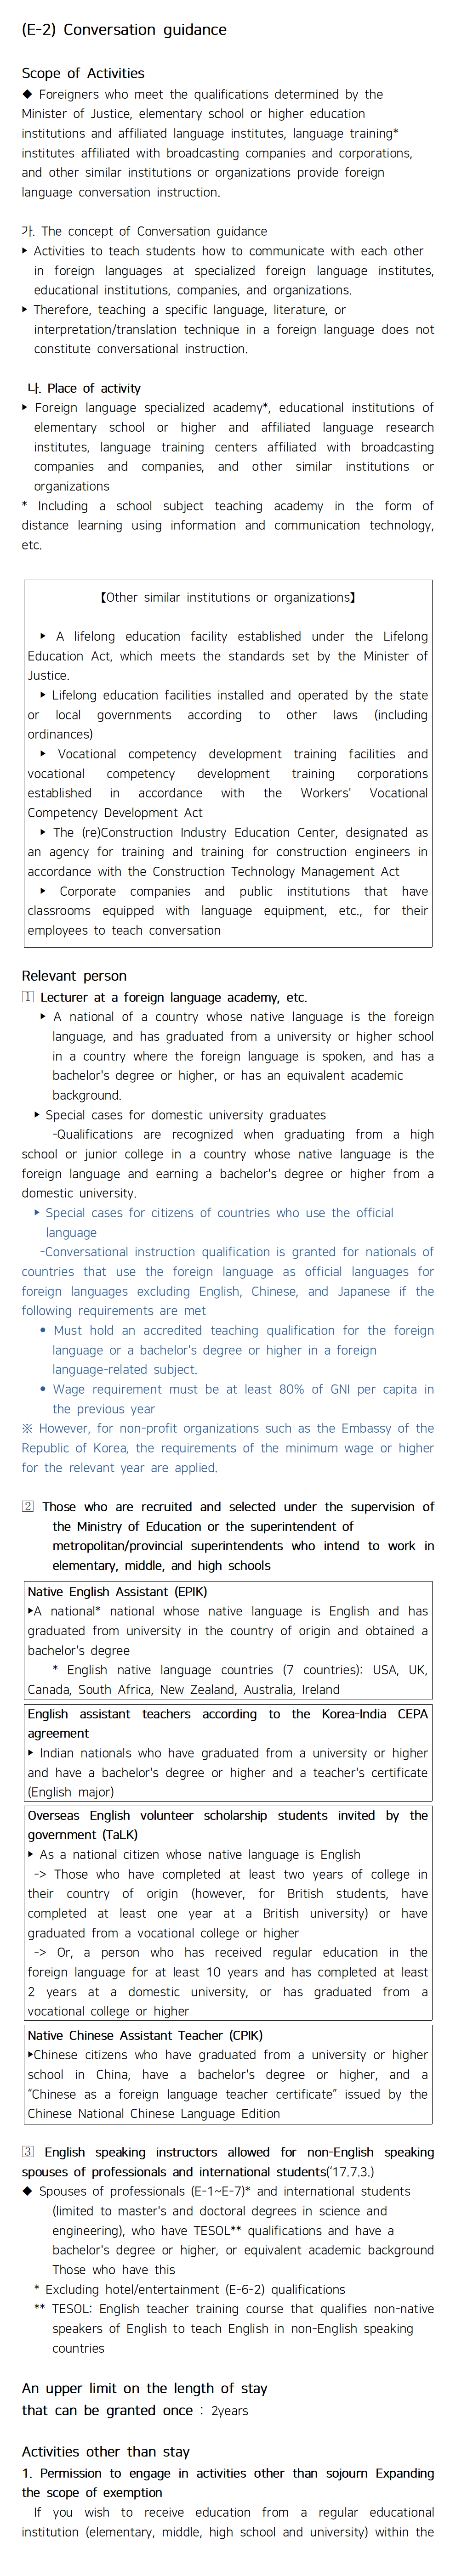 (E-2) Conversation guidance
Scope of Activities
◆ Foreigners who meet the qualifications determined by the
Minister of Justice, elementary school or higher education
institutions and affiliated language institutes, language training*
institutes affiliated with broadcasting companies and corporations,
and other similar institutions or organizations provide foreign
language conversation instruction.
가. The concept of Conversation guidance
▸ Activities to teach students how to communicate with each other
in foreign languages at specialized foreign language institutes,
educational institutions, companies, and organizations.
▸ Therefore, teaching a specific language, literature, or
interpretation/translation technique in a foreign language does not
constitute conversational instruction.
나. Place of activity
▸ Foreign language specialized academy*, educational institutions of
elementary school or higher and affiliated language research
institutes, language training centers affiliated with broadcasting
companies and companies, and other similar institutions or
organizations
* Including a school subject teaching academy in the form of
distance learning using information and communication technology,
etc.
【Other similar institutions or organizations】
▸ A lifelong education facility established under the Lifelong
Education Act, which meets the standards set by the Minister of
Justice.
▸ Lifelong education facilities installed and operated by the state
or local governments according to other laws (including
ordinances)
▸ Vocational competency development training facilities and
vocational competency development training corporations
established in accordance with the Workers' Vocational
Competency Development Act
▸ The (re)Construction Industry Education Center, designated as
an agency for training and training for construction engineers in
accordance with the Construction Technology Management Act
▸ Corporate companies and public institutions that have
classrooms equipped with language equipment, etc., for their
employees to teach conversation
Relevant person
1 Lecturer at a foreign language academy, etc.
▸ A national of a country whose native language is the foreign
language, and has graduated from a university or higher school
in a country where the foreign language is spoken, and has a
bachelor's degree or higher, or has an equivalent academic
background.
▸ Special cases for domestic university graduates
-Qualifications are recognized when graduating from a high
school or junior college in a country whose native language is the
foreign language and earning a bachelor's degree or higher from a
domestic university.
▸ Special cases for citizens of countries who use the official
language
-Conversational instruction qualification is granted for nationals of
countries that use the foreign language as official languages for
foreign languages excluding English, Chinese, and Japanese if the
following requirements are met
• Must hold an accredited teaching qualification for the foreign
language or a bachelor's degree or higher in a foreign
language-related subject.
• Wage requirement must be at least 80% of GNI per capita in
the previous year
※ However, for non-profit organizations such as the Embassy of the
Republic of Korea, the requirements of the minimum wage or higher
for the relevant year are applied.
2 Those who are recruited and selected under the supervision of
the Ministry of Education or the superintendent of
metropolitan/provincial superintendents who intend to work in
elementary, middle, and high schools
Native English Assistant (EPIK)
▸A national* national whose native language is English and has
graduated from university in the country of origin and obtained a
bachelor's degree
* English native language countries (7 countries): USA, UK,
Canada, South Africa, New Zealand, Australia, Ireland
English assistant teachers according to the Korea-India CEPA
agreement
▸ Indian nationals who have graduated from a university or higher
and have a bachelor's degree or higher and a teacher's certificate
(English major)
Overseas English volunteer scholarship students invited by the
government (TaLK)
▸ As a national citizen whose native language is English
-> Those who have completed at least two years of college in
their country of origin (however, for British students, have
completed at least one year at a British university) or have
graduated from a vocational college or higher
-> Or, a person who has received regular education in the
foreign language for at least 10 years and has completed at least
2 years at a domestic university, or has graduated from a
vocational college or higher
Native Chinese Assistant Teacher (CPIK)
▸Chinese citizens who have graduated from a university or higher
school in China, have a bachelor's degree or higher, and a
"Chinese as a foreign language teacher certificate" issued by the
Chinese National Chinese Language Edition
3 English speaking instructors allowed for non-English speaking
spouses of professionals and international students('17.7.3.)
◆ Spouses of professionals (E-1~E-7)* and international students
(limited to master's and doctoral degrees in science and
engineering), who have TESOL** qualifications and have a
bachelor's degree or higher, or equivalent academic background
Those who have this
* Excluding hotel/entertainment (E-6-2) qualifications
** TESOL: English teacher training course that qualifies non-native
speakers of English to teach English in non-English speaking
countries
An upper limit on the length of stay
that can be granted once : 2years
Activities other than stay
1. Permission to engage in activities other than sojourn Expanding
the scope of exemption
If you wish to receive education from a regular educational
institution (elementary, middle, high school and university) within the